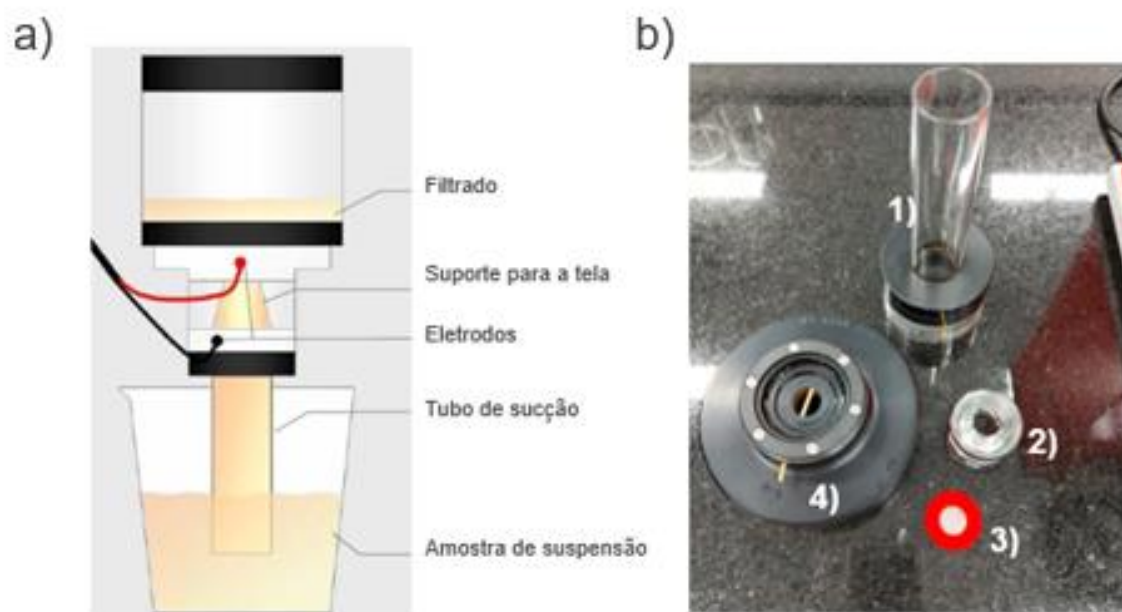 a)
Filtrado
Suporte para a tela
Eletrodos
Tubo de sucção
Amostra de suspensão
b)
1)
2)
3)
4)